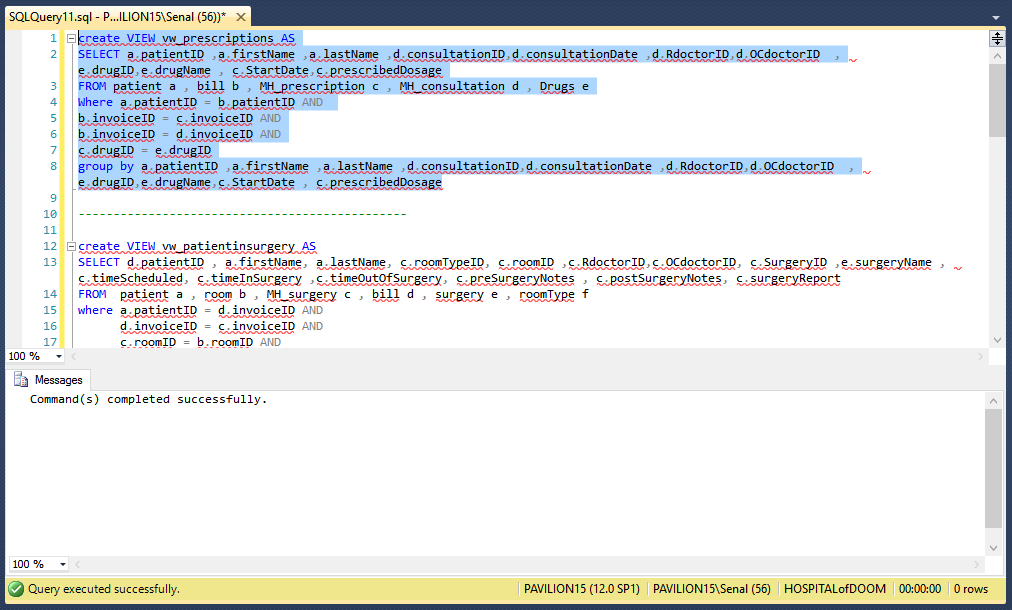 SQLQuery11.sql - P...ILION15\Senal (56))* ×
1 create VIEW vw_prescriptions AS
2 SELECT a.patientID ,a.firstName ,a.lastName ,d.consultationID,d.consultationDate ,d.RdoctorID,d.OCdoctorID ,
e.drugID,e.drugName , c.StartDate,c.prescribedDosage
3 FROM patient a , bill b , MH_prescription c , MH_consultation d , Drugs e
4 Where a.patientID = b.patientID AND
5 b.invoiceID = c.invoiceID AND
6 b.invoiceID = d.invoiceID AND
7 c.drugID = e.drugID
8 group by a.patientID ,a.firstName ,a.lastName ,d.consultationID,d.consultationDate ,d.RdoctorID,d.OCdoctorID ,
e.drugID,e.drugName,c.StartDate , c.prescribedDosage
9
10 -----------------------------------------------
11
12 create VIEW vw_patientinsurgery AS
13 SELECT d.patientID , a.firstName, a.lastName, c.roomTypeID, c.roomID ,c.RdoctorID,c.OCdoctorID, c.SurgeryID ,e.surgeryName ,
c.timeScheduled, c.timeInSurgery ,c.timeOutOfSurgery, c.preSurgeryNotes , c.postSurgeryNotes, c.surgeryReport
14 FROM patient a , room b , MH_surgery c , bill d , surgery e , roomType f
15 where a.patientID = d.invoiceID AND
16 d.invoiceID = c.invoiceID AND
17 c.roomID = b.roomID AND
100 %
Messages
Command(s) completed successfully.
100 %
Query executed successfully. PAVILION15 (12.0 SP1) PAVILION15\Senal (56) HOSPITALofDOOM 00:00:00 0 rows